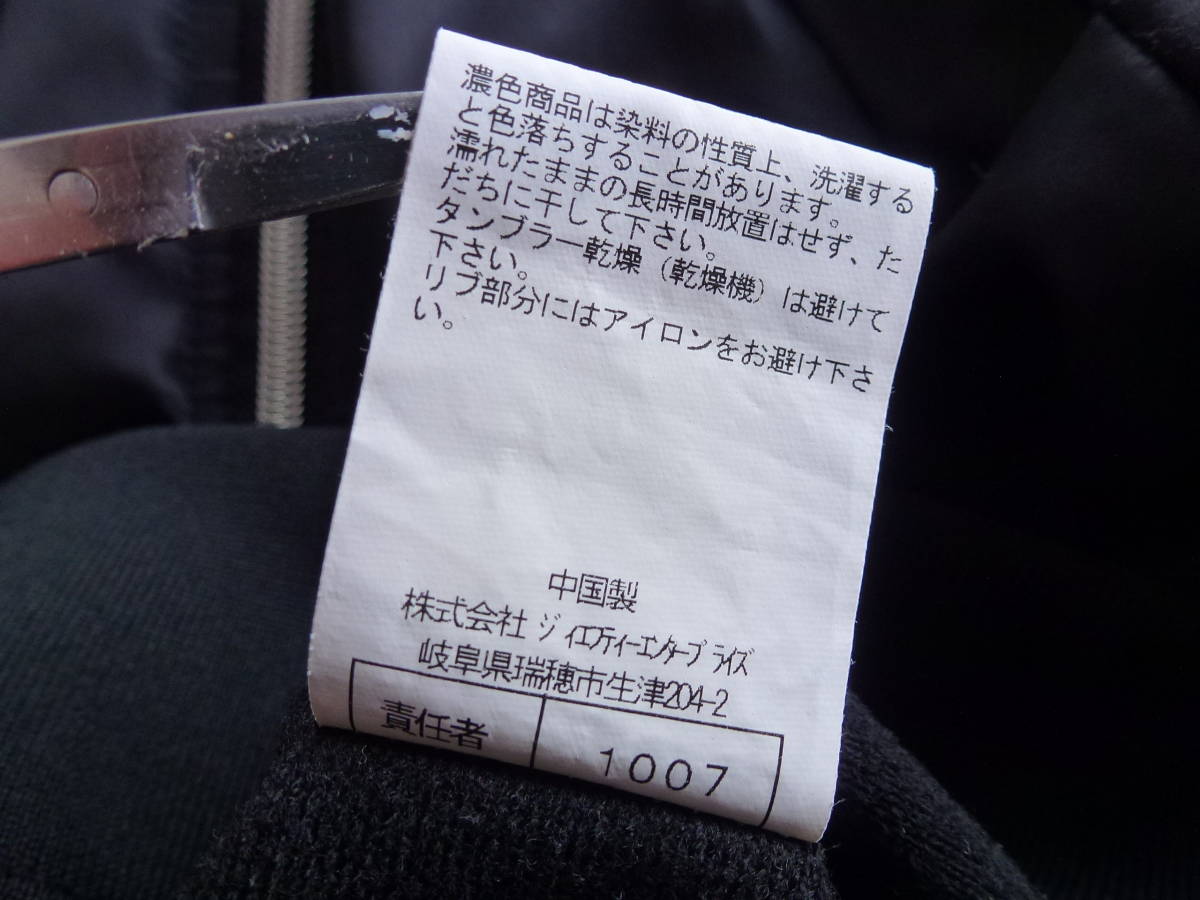 濃色商品は染料の性質上、洗濯する
と色落ちすることがあります。
濡れたままの長時間放置はせず、た
だちに干して下さい。
タンブラー乾燥（乾燥機）は避けて
下さい。
リブ部分にはアイロンをお避け下さ
い。
中国製
株式会社 ジィエフティーエンタープライズ
岐阜県瑞穂市生津204-2
責任者 1007